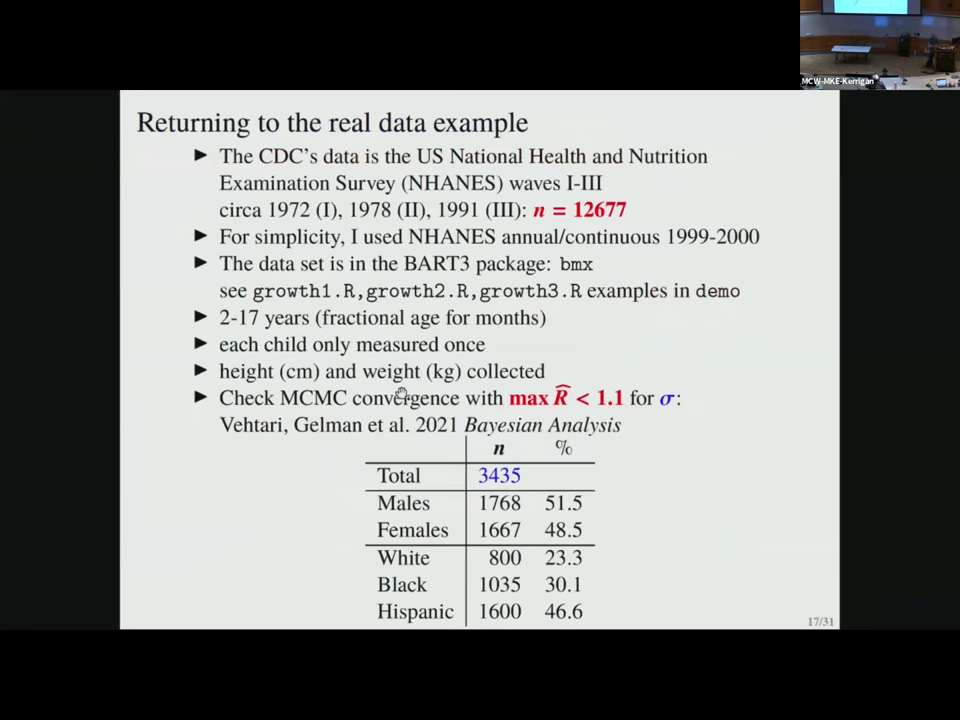 MCW-MKE-Kerrigan
Returning to the real data example
▶ The CDC's data is the US National Health and Nutrition
Examination Survey (NHANES) waves I-III
circa 1972 (I), 1978 (II), 1991 (III): n = 12677
▶ For simplicity, I used NHANES annual/continuous 1999-2000
▶ The data set is in the BART3 package: bmx
see growth1.R,growth2.R,growth3.R examples in demo
▶ 2-17 years (fractional age for months)
▶ each child only measured once
▶ height (cm) and weight (kg) collected
▶ Check MCMC convergence with max R̂ < 1.1 for σ:
Vehtari, Gelman et al. 2021 Bayesian Analysis
n %
Total 3435
Males 1768 51.5
Females 1667 48.5
White 800 23.3
Black 1035 30.1
Hispanic 1600 46.6
17/31